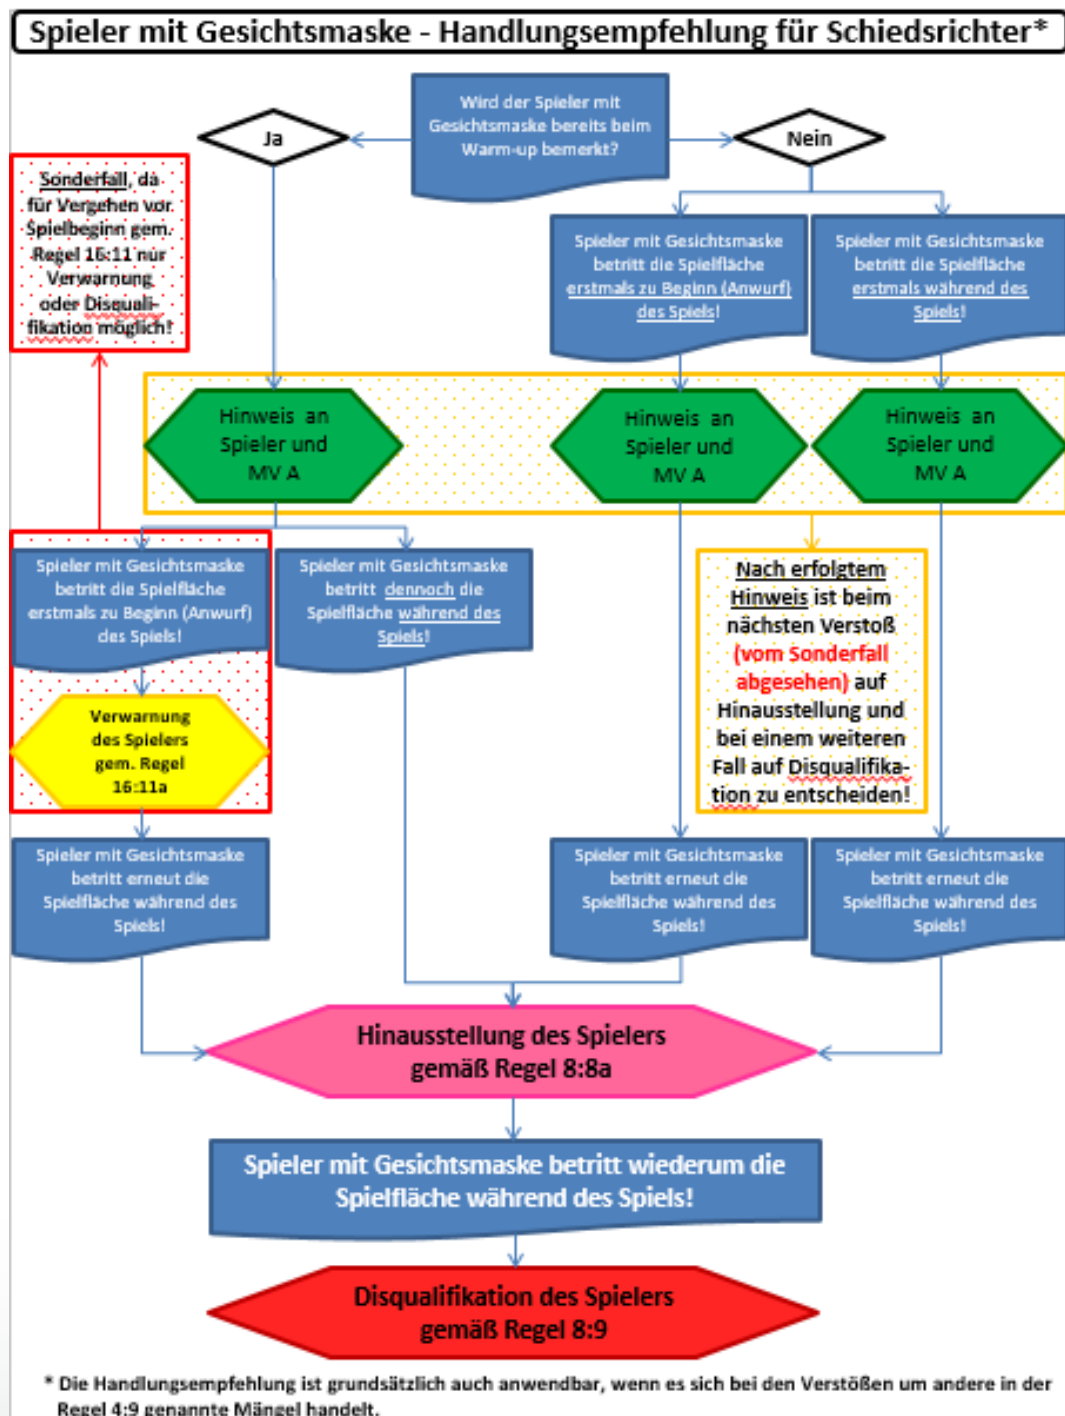 Spieler mit Gesichtsmaske - Handlungsempfehlung für Schiedsrichter*
Wird der Spieler mit
Gesichtsmaske bereits beim
Warm-up bemerkt?
Ja
Nein
Sonderfall, da
für Vergehen vor
Spielbeginn gem.
Regel 16:11 nur
Verwarnung
oder Disquali-
fikation möglich!
Spieler mit Gesichtsmaske
betritt die Spielfläche
erstmals zu Beginn (Anwurf)
des Spiels!
Spieler mit Gesichtsmaske
betritt die Spielfläche
erstmals während des
Spiels!
Hinweis an
Spieler und
MV A
Hinweis an
Spieler und
MV A
Hinweis an
Spieler und
MV A
Spieler mit Gesichtsmaske
betritt die Spielfläche
erstmals zu Beginn (Anwurf)
des Spiels!
Spieler mit Gesichtsmaske
betritt dennoch die
Spielfläche während des
Spiels!
Nach erfolgtem
Hinweis ist beim
nächsten Verstoß
(vom Sonderfall
abgesehen) auf
Hinausstellung und
bei einem weiteren
Fall auf Disqualifika-
tion zu entscheiden!
Verwarnung
des Spielers
gem. Regel
16:11a
Spieler mit Gesichtsmaske
betritt erneut die
Spielfläche während des
Spiels!
Spieler mit Gesichtsmaske
betritt erneut die
Spielfläche während des
Spiels!
Spieler mit Gesichtsmaske
betritt erneut die
Spielfläche während des
Spiels!
Hinausstellung des Spielers
gemäß Regel 8:8a
Spieler mit Gesichtsmaske betritt wiederum die
Spielfläche während des Spiels!
Disqualifikation des Spielers
gemäß Regel 8:9
* Die Handlungsempfehlung ist grundsätzlich auch anwendbar, wenn es sich bei den Verstößen um andere in der
Regel 4:9 genannte Mängel handelt.